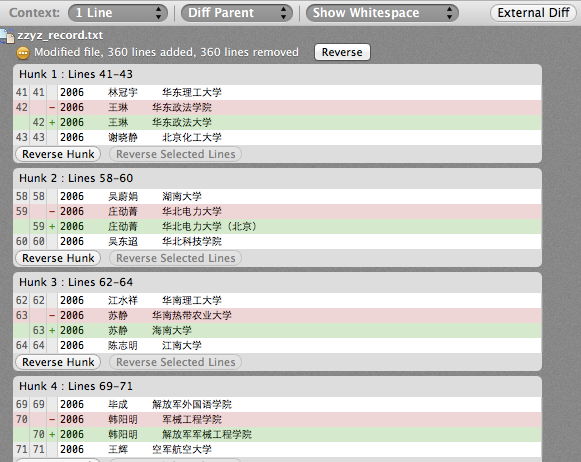 Context: 1 Line Diff Parent Show Whitespace External Diff
zzyz_record.txt
Modified file, 360 lines added, 360 lines removed Reverse
Hunk 1 : Lines 41-43
41 41 2006 林冠宇 华东理工大学
42 - 2006 王琳 华东政法学院
42 + 2006 王琳 华东政法大学
43 43 2006 谢晓静 北京化工大学
Reverse Hunk Reverse Selected Lines
Hunk 2 : Lines 58-60
58 58 2006 吴蔚娟 湖南大学
59 - 2006 庄劭菁 华北电力大学
59 + 2006 庄劭菁 华北电力大学（北京）
60 60 2006 吴东迢 华北科技学院
Reverse Hunk Reverse Selected Lines
Hunk 3 : Lines 62-64
62 62 2006 江水祥 华南理工大学
63 - 2006 苏静 华南热带农业大学
63 + 2006 苏静 海南大学
64 64 2006 陈志明 江南大学
Reverse Hunk Reverse Selected Lines
Hunk 4 : Lines 69-71
69 69 2006 毕成 解放军外国语学院
70 - 2006 韩阳明 军械工程学院
70 + 2006 韩阳明 解放军军械工程学院
71 71 2006 王辉 空军航空大学